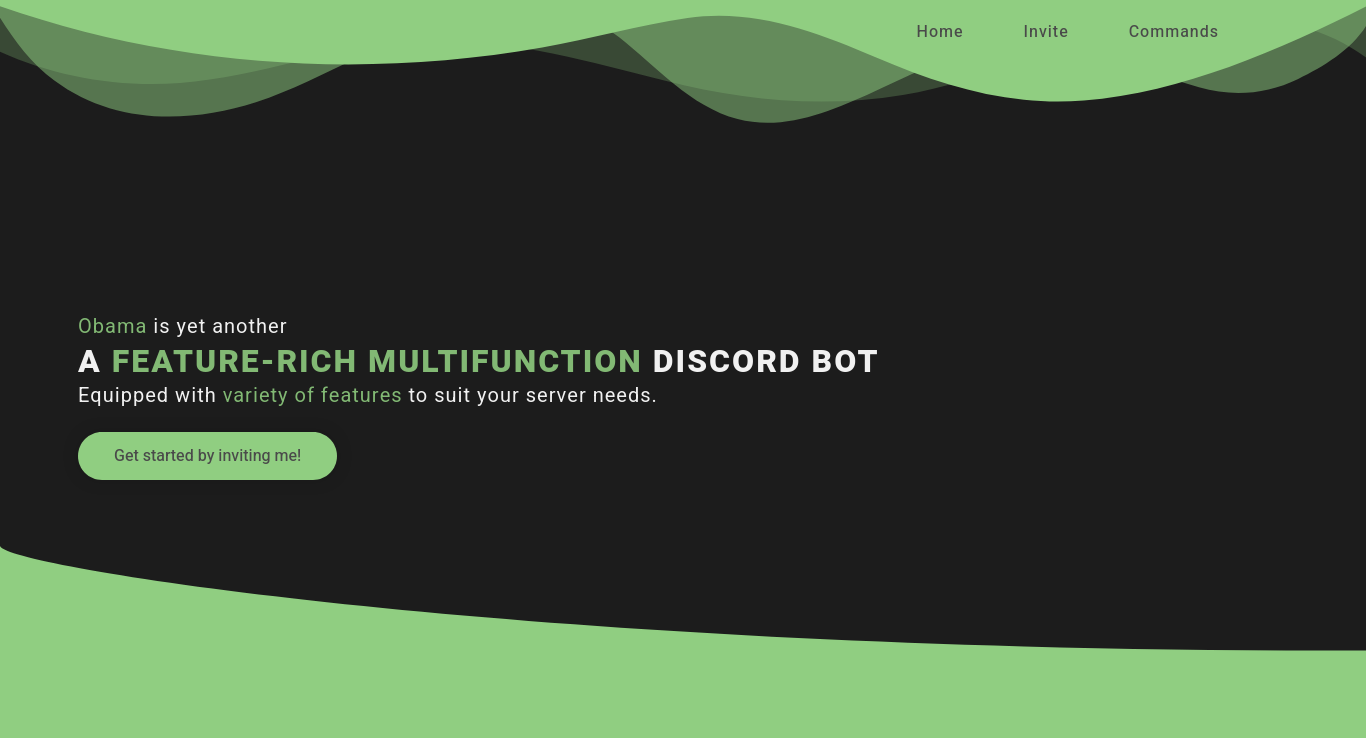 Home Invite Commands
Obama is yet another
A FEATURE-RICH MULTIFUNCTION DISCORD BOT
Equipped with variety of features to suit your server needs.
Get started by inviting me!